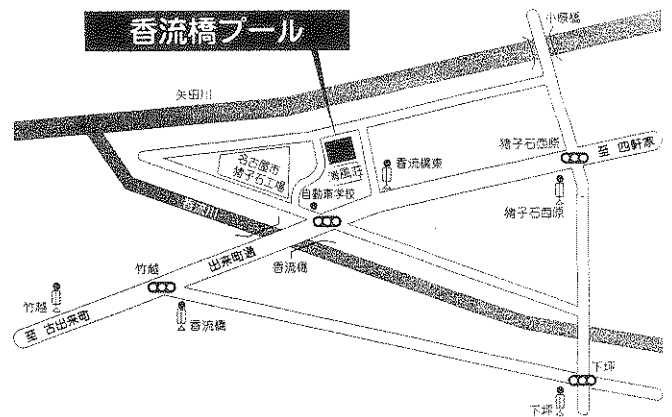 香流橋プール
小原橋
矢田川
猪子石西原
至 四軒家
香流橋東
名古屋市
猪子石工場
自動車学校
猪子石西原
香流川
出来町通
香流橋
竹越
竹越
至 古出来町
香流橋
下坪
下坪